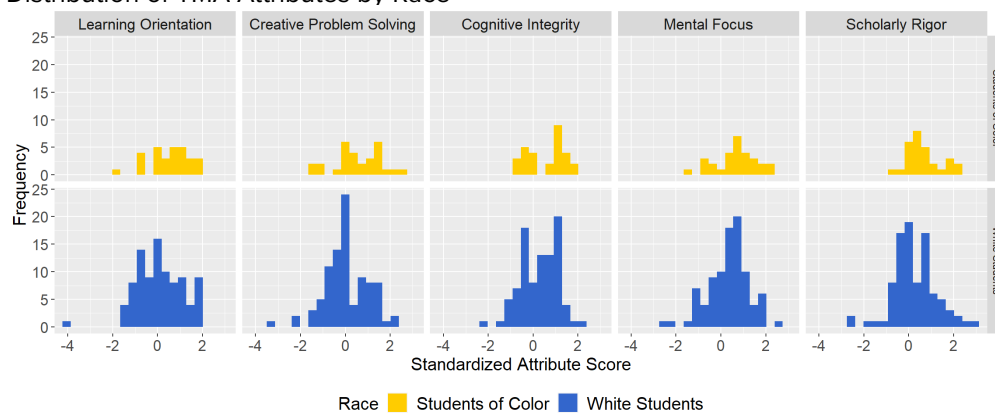 Distribution of TMA Attributes by Race
Learning Orientation Creative Problem Solving Cognitive Integrity Mental Focus Scholarly Rigor
25
20
15
10
5
0
25
20
15
10
5
0
Frequency
-4 -2 0 2 -4 -2 0 2 -4 -2 0 2 -4 -2 0 2 -4 -2 0 2
Standardized Attribute Score
Race Students of Color White Students